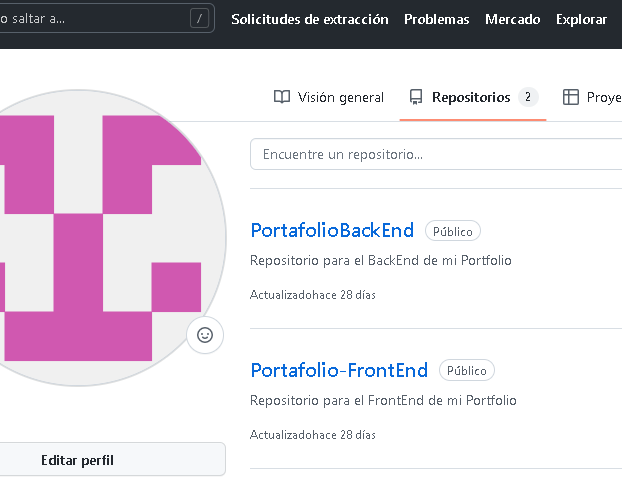 o saltar a... / Solicitudes de extracción Problemas Mercado Explorar
Visión general Repositorios 2 Proye
Encuentre un repositorio...
PortafolioBackEnd Público
Repositorio para el BackEnd de mi Portfolio
Actualizadohace 28 días
Portafolio-FrontEnd Público
Repositorio para el FrontEnd de mi Portfolio
Actualizadohace 28 días
Editar perfil